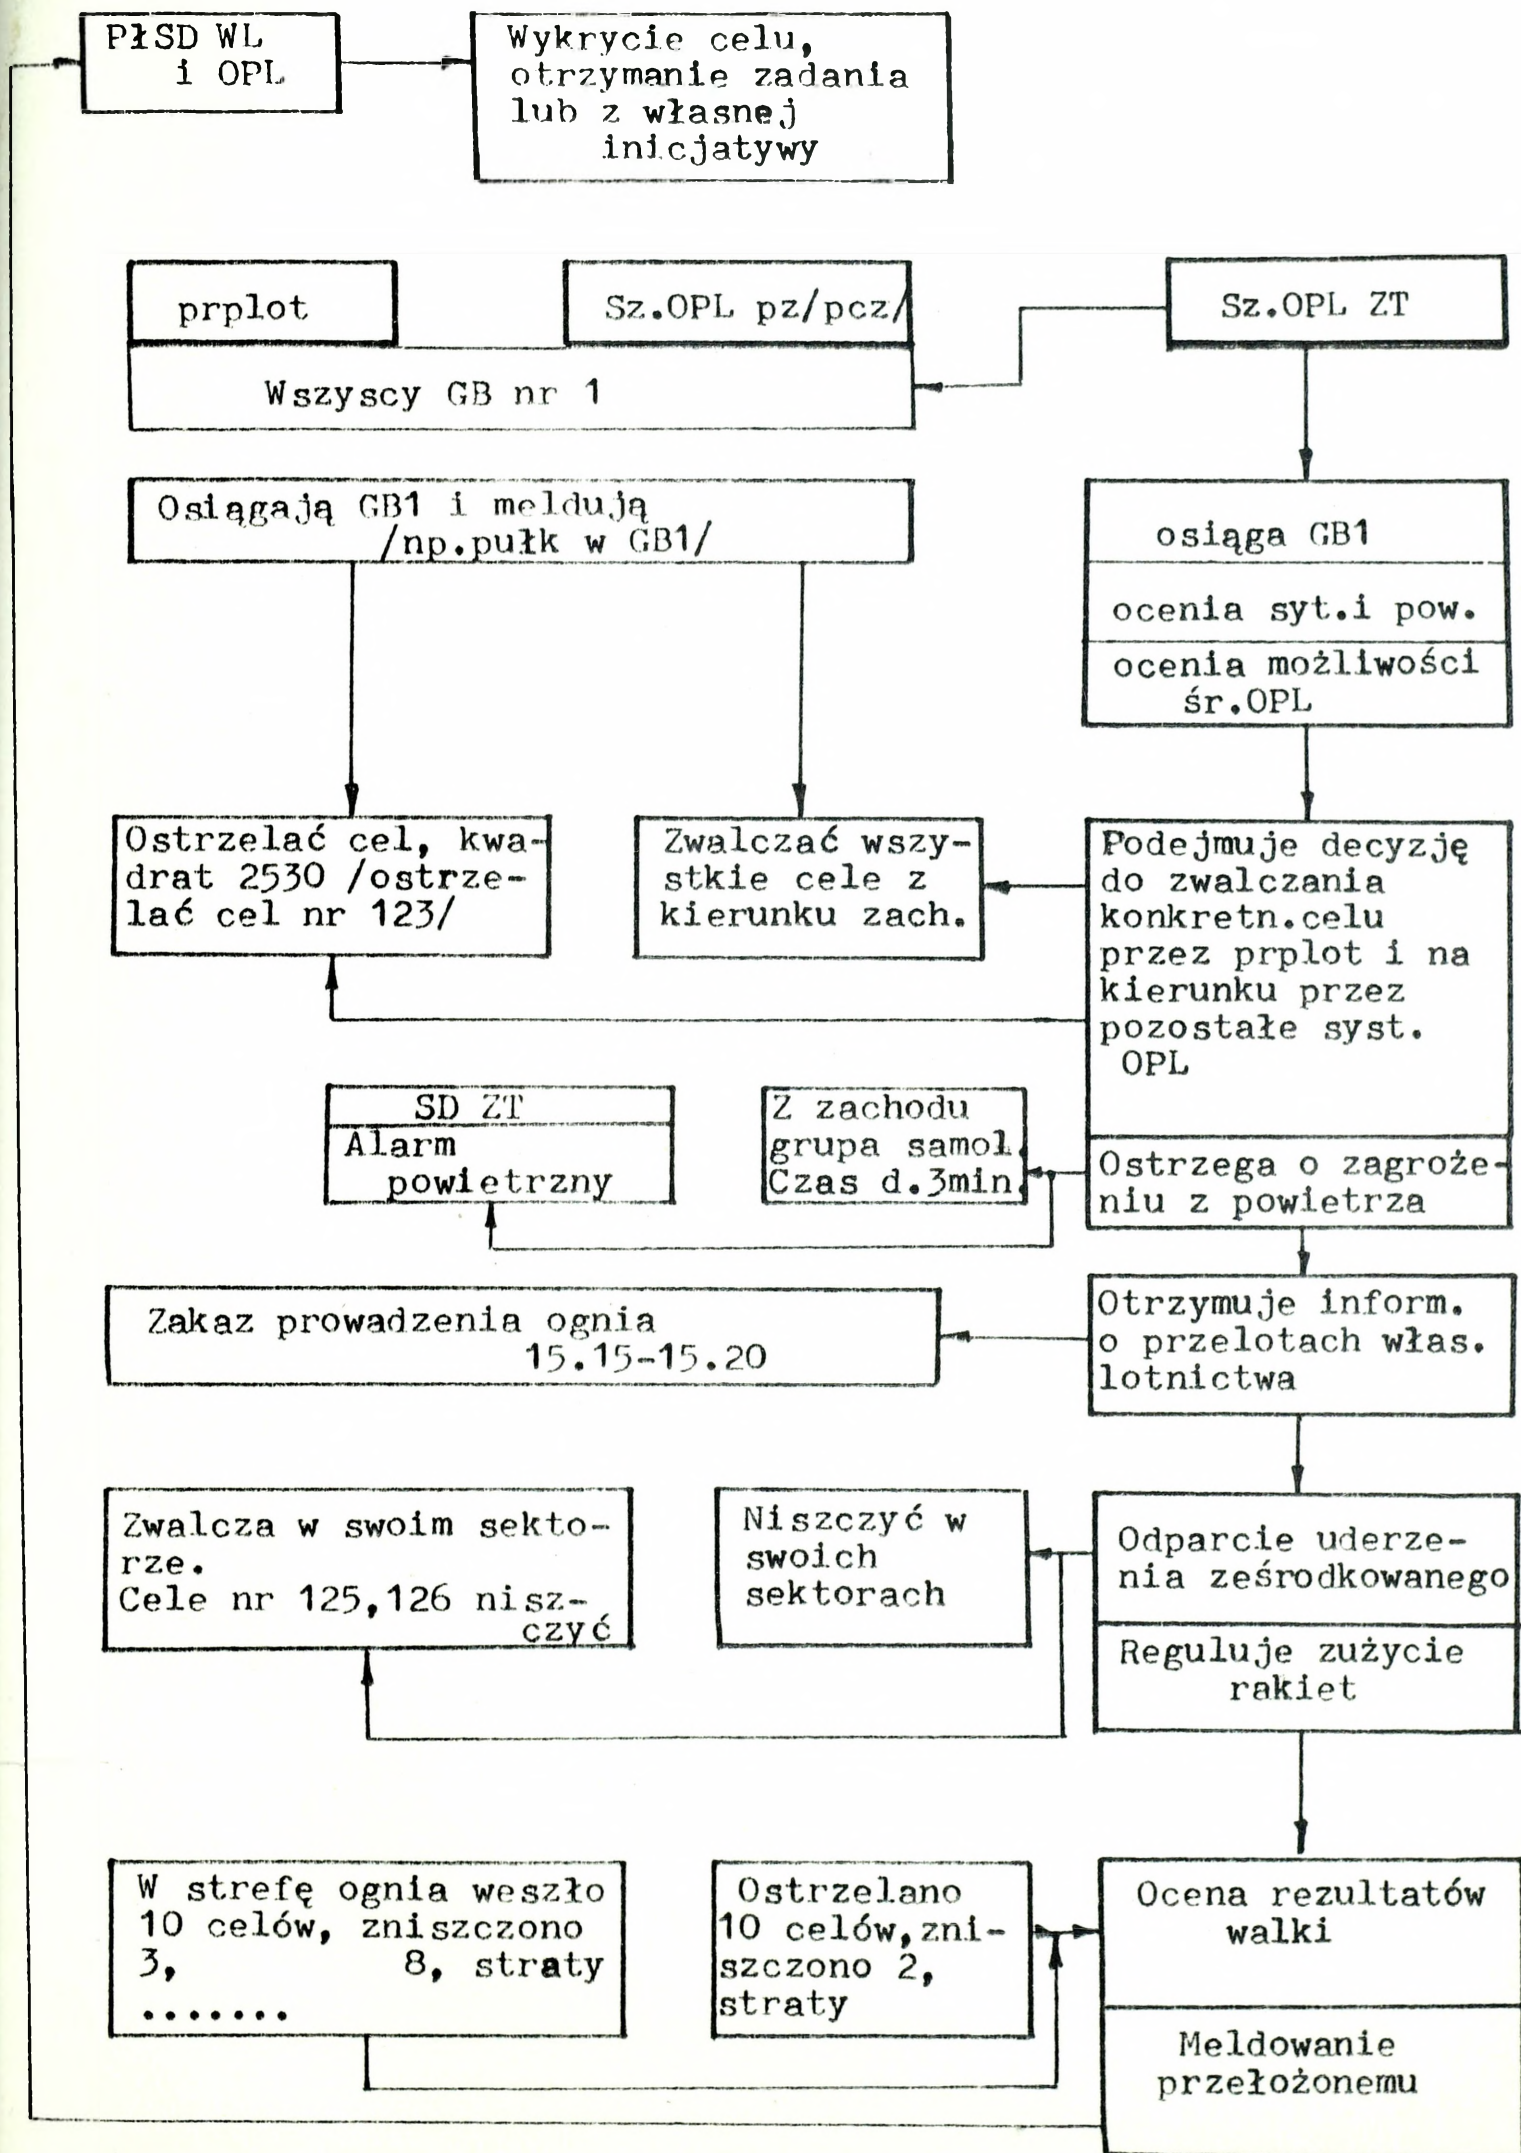 PłSD WL
i OPL
Wykrycie celu,
otrzymanie zadania
lub z własnej
inicjatywy
prplot
Sz.OPL pz/pcz/
Sz.OPL ZT
Wszyscy GB nr 1
Osiągają GB1 i meldują
/np.pułk w GB1/
osiąga GB1
ocenia syt.i pow.
ocenia możliwości
śr.OPL
Ostrzelać cel, kwa-
drat 2530 /ostrze-
lać cel nr 123/
Zwalczać wszy-
stkie cele z
kierunku zach.
Podejmuje decyzję
do zwalczania
konkretn.celu
przez prplot i na
kierunku przez
pozostałe syst.
OPL
SD ZT
Alarm
powietrzny
Z zachodu
grupa samol.
Czas d.3min.
Ostrzega o zagroże-
niu z powietrza
Zakaz prowadzenia ognia
15.15-15.20
Otrzymuje inform.
o przelotach włas.
lotnictwa
Zwalcza w swoim sekto-
rze.
Cele nr 125,126 nisz-
czyć
Niszczyć w
swoich
sektorach
Odparcie uderze-
nia ześrodkowanego
Reguluje zużycie
rakiet
W strefę ognia weszło
10 celów, zniszczono
3, 8, straty
.......
Ostrzelano
10 celów,zni-
szczono 2,
straty
Ocena rezultatów
walki
Meldowanie
przełożonemu